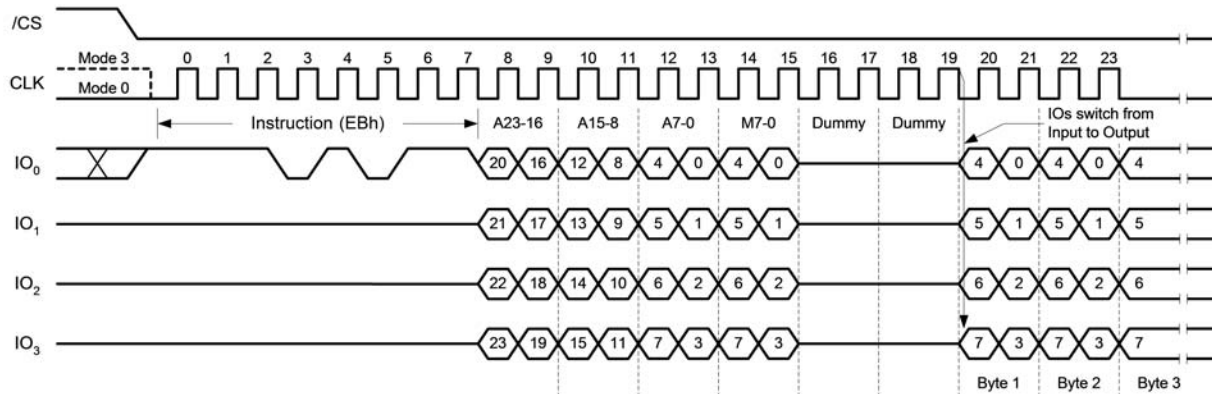 /CS
Mode 3 0 1 2 3 4 5 6 7 8 9 10 11 12 13 14 15 16 17 18 19 20 21 22 23
CLK
Mode 0
Instruction (EBh) A23-16 A15-8 A7-0 M7-0 Dummy Dummy
IOs switch from
Input to Output
IO0 20 16 12 8 4 0 4 0 4 0 4 0 4
IO1 21 17 13 9 5 1 5 1 5 1 5 1 5
IO2 22 18 14 10 6 2 6 2 6 2 6 2 6
IO3 23 19 15 11 7 3 7 3 7 3 7 3 7
Byte 1 Byte 2 Byte 3